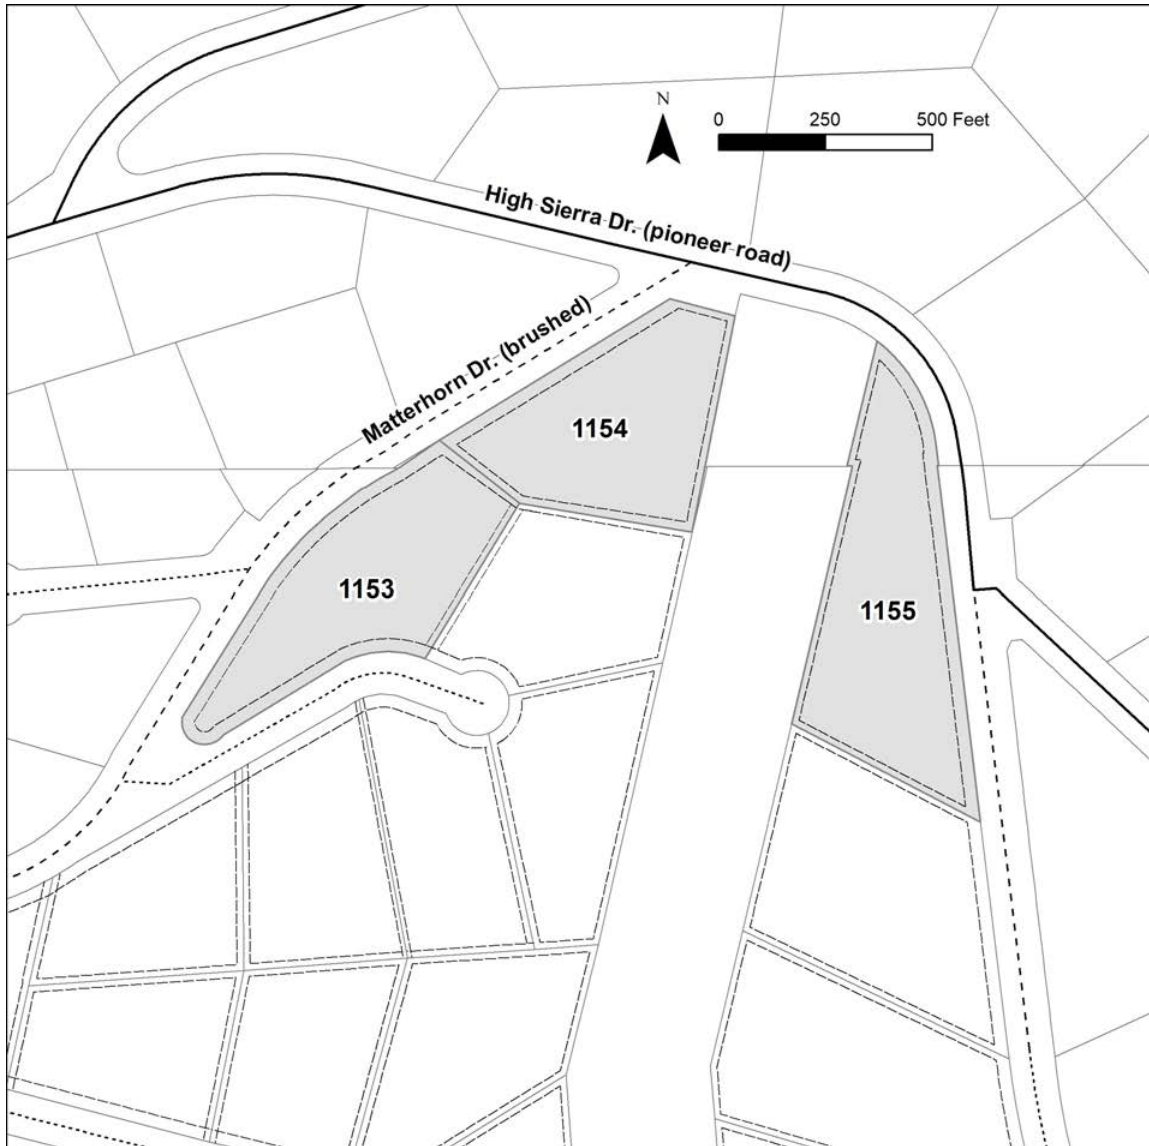 N
0 250 500 Feet
High Sierra Dr. (pioneer road)
Matterhorn Dr. (brushed)
1154
1153
1155